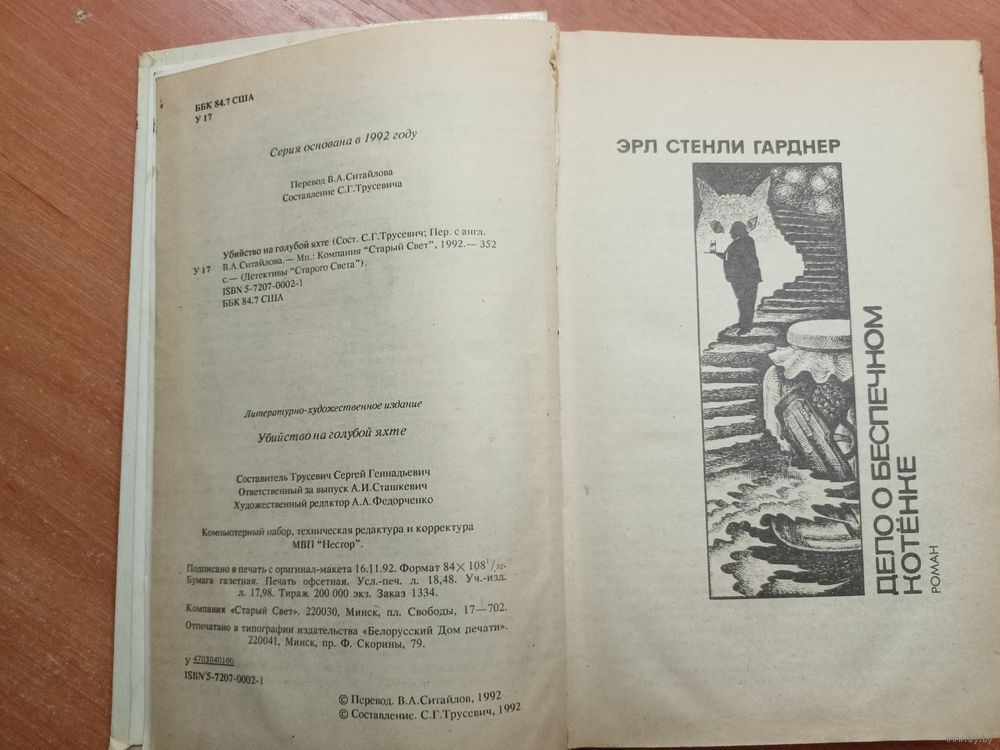 ББК 84.7 США
У 17
Серия основана в 1992 году
Перевод В.А.Ситайлова
Составление С.Г.Трусевича
Убийство на голубой яхте (Сост. С.Г.Трусевич; Пер. с англ.
У 17 В.А.Ситайлова.— Мн.: Компания "Старый Свет", 1992.— 352
с.— (Детективы "Старого Света").
ISBN 5-7207-0002-1
ББК 84.7 США
Литературно-художественное издание
Убийство на голубой яхте
Составитель Трусевич Сергей Геннадьевич
Ответственный за выпуск А.И.Сташкевич
Художественный редактор А.А.Федорченко
Компьютерный набор, техническая редактура и корректура
МВП "Нестор".
Подписано в печать с оригинал-макета 16.11.92. Формат 84×108¹/₃₂.
Бумага газетная. Печать офсетная. Усл.-печ. л. 18,48. Уч.-изд.
л. 17,98. Тираж 200 000 экз. Заказ 1334.
Компания «Старый Свет». 220030, Минск, пл. Свободы, 17—702.
Отпечатано в типографии издательства «Белорусский Дом печати».
220041, Минск, пр. Ф. Скорины, 79.
У 4703040100
ISBN 5-7207-0002-1
© Перевод. В.А.Ситайлов, 1992
© Составление. С.Г.Трусевич, 1992
ЭРЛ СТЕНЛИ ГАРДНЕР
ДЕЛО О БЕСПЕЧНОМ
КОТЁНКЕ
РОМАН
www.ay.by